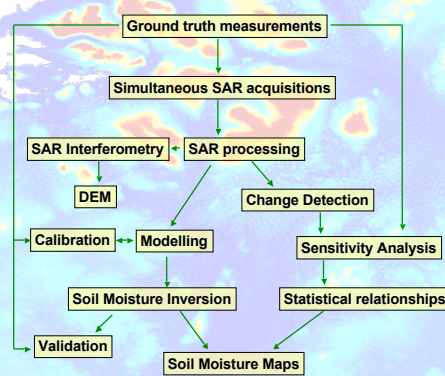 Ground truth measurements
Simultaneous SAR acquisitions
SAR Interferometry
SAR processing
DEM
Change Detection
Calibration
Modelling
Sensitivity Analysis
Soil Moisture Inversion
Statistical relationships
Validation
Soil Moisture Maps